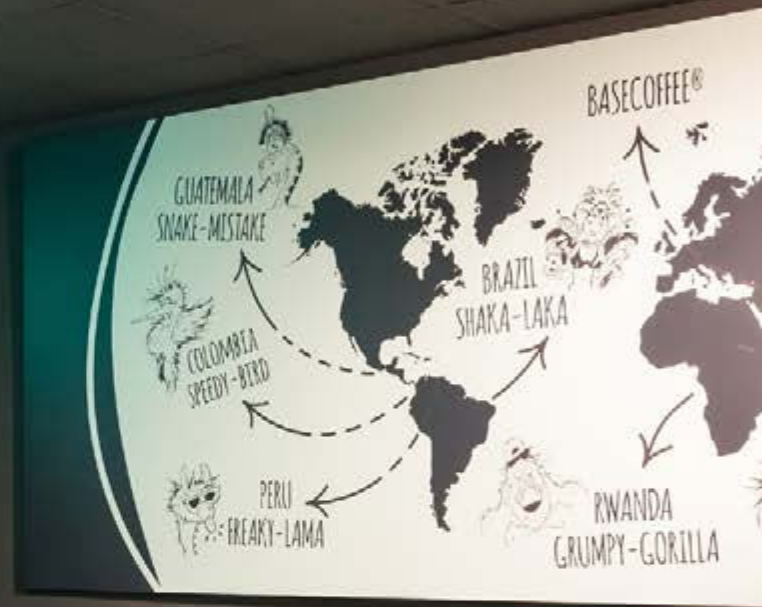 BASECOFFEE®
GUATEMALA
SNAKE-MISTAKE
BRAZIL
SHAKA-LAKA
COLOMBIA
SPEEDY-BIRD
PERU
FREAKY-LAMA
RWANDA
GRUMPY-GORILLA